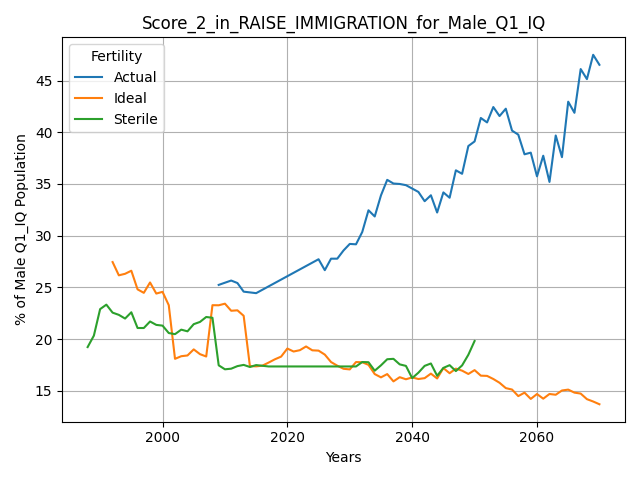 Score_2_in_RAISE_IMMIGRATION_for_Male_Q1_IQ
Fertility
Actual
Ideal
Sterile
% of Male Q1_IQ Population
45
40
35
30
25
20
15
2000
2020
2040
2060
Years